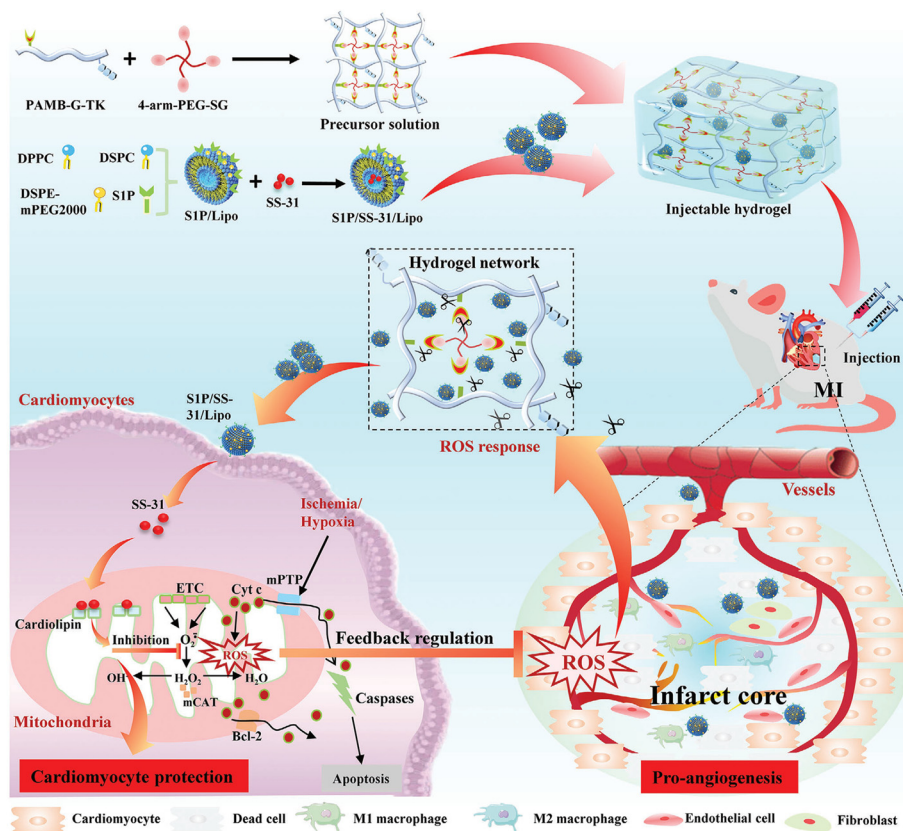 PAMB-G-TK
+
4-arm-PEG-SG
Precursor solution
DPPC
DSPC
DSPE-
mPEG2000
S1P
S1P/Lipo
+
SS-31
S1P/SS-31/Lipo
Injectable hydrogel
Hydrogel network
ROS response
Injection
MI
Cardiomyocytes
S1P/SS-
31/Lipo
SS-31
Ischemia/
Hypoxia
Vessels
ETC
Cyt c
mPTP
Cardiolipin
Inhibition
O₂⁻
ROS
OH
H₂O₂
H₂O
mCAT
Bcl-2
Mitochondria
Feedback regulation
Caspases
Apoptosis
Cardiomyocyte protection
ROS
Infarct core
Pro-angiogenesis
Cardiomyocyte
Dead cell
M1 macrophage
M2 macrophage
Endothelial cell
Fibroblast